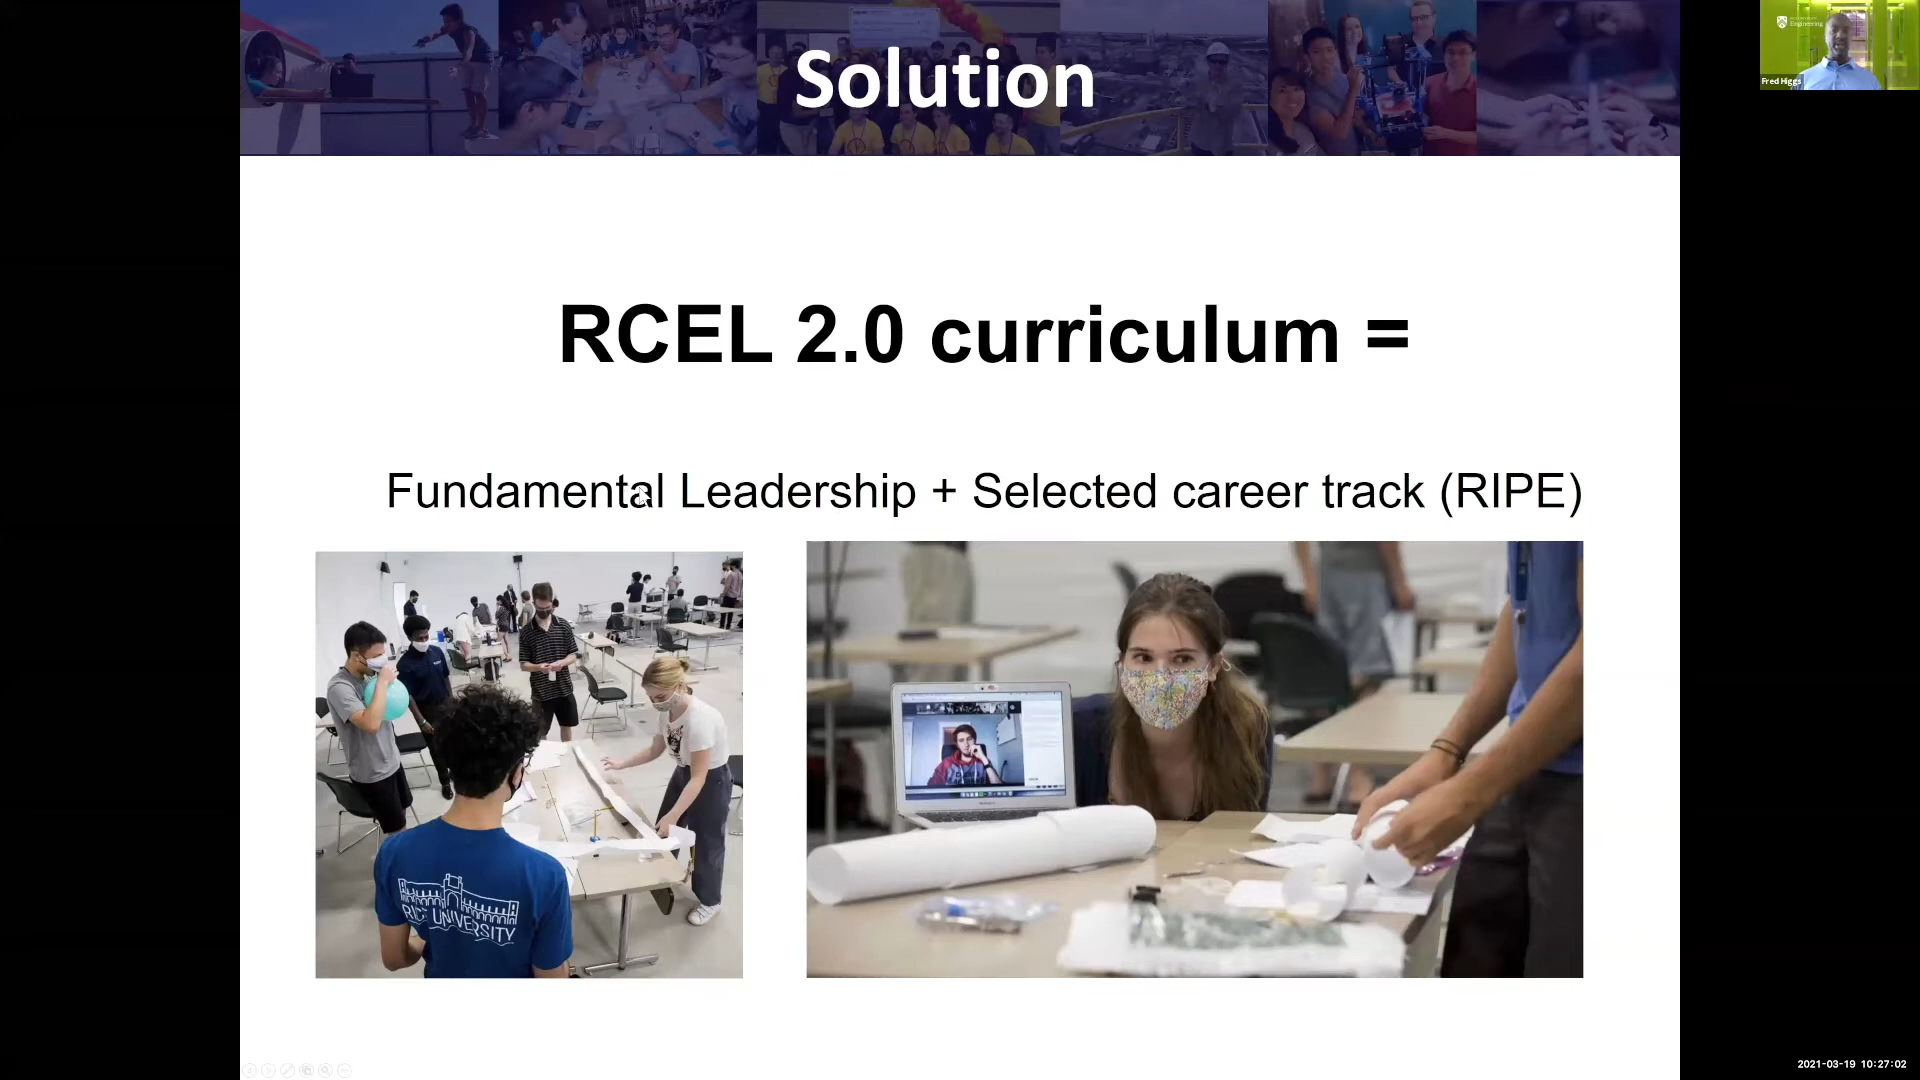 Solution
Engineering
Fred Higgs
RCEL 2.0 curriculum =
Fundamental Leadership + Selected career track (RIPE)
RICE UNIVERSITY
2021-03-19 10:27:02